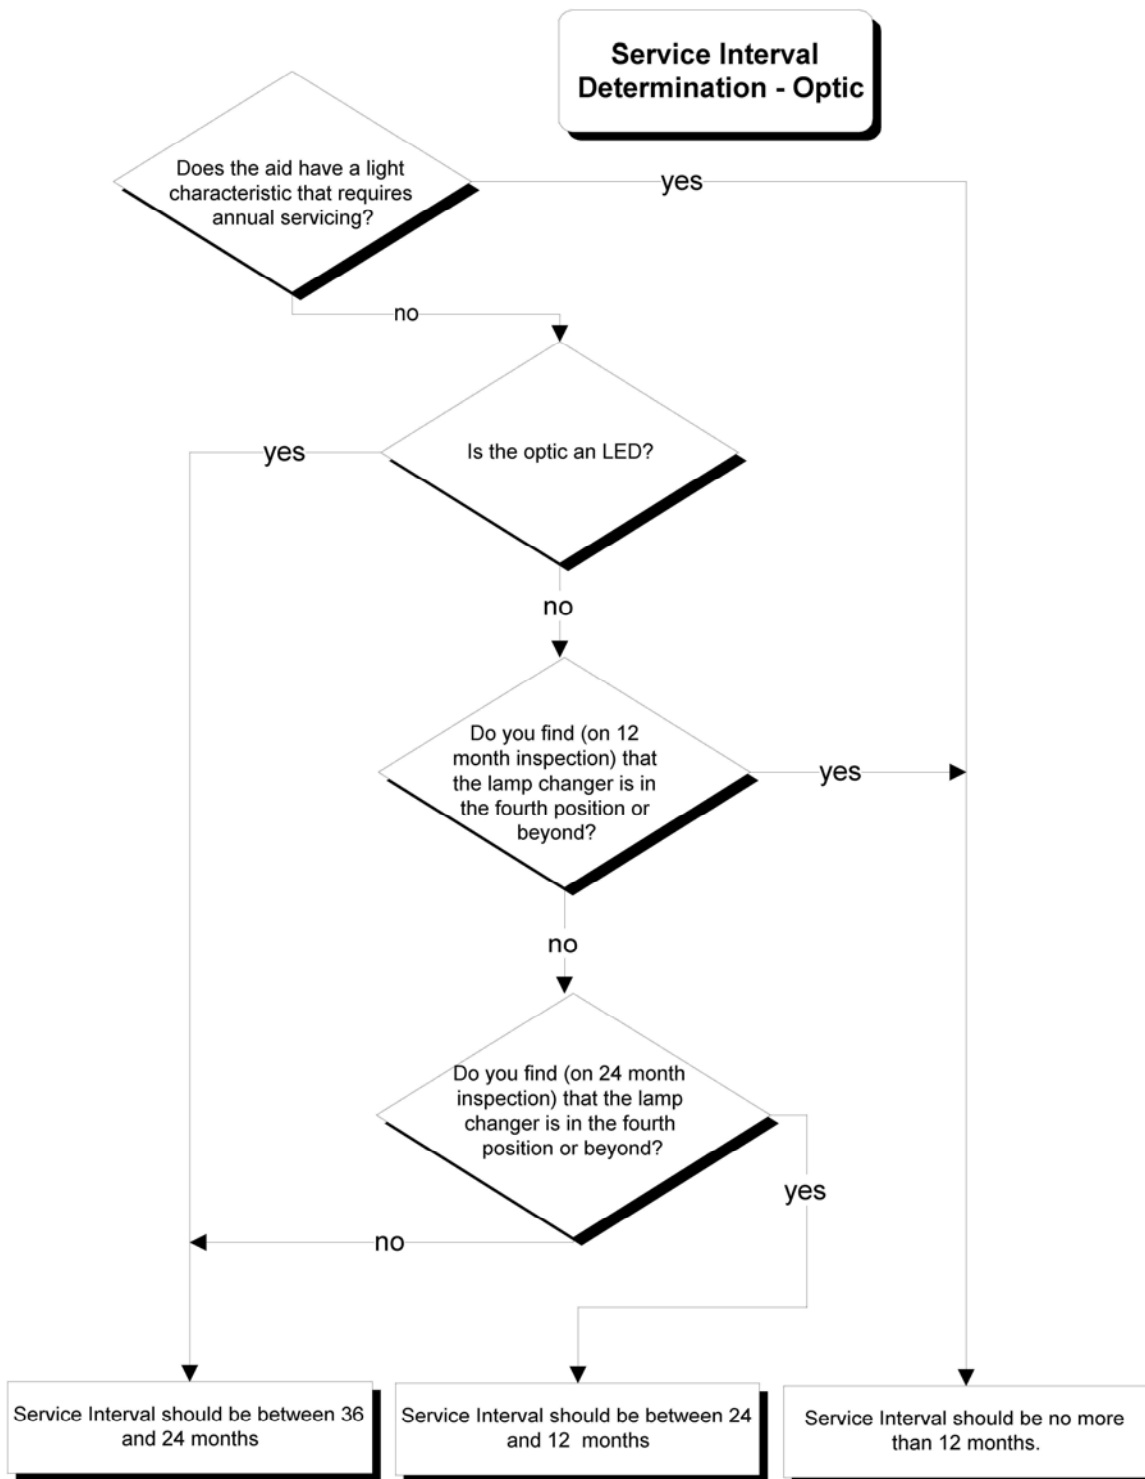 Service Interval
Determination - Optic
Does the aid have a light
characteristic that requires
annual servicing?
yes
no
Is the optic an LED?
yes
no
Do you find (on 12
month inspection) that
the lamp changer is in
the fourth position or
beyond?
yes
no
Do you find (on 24 month
inspection) that the lamp
changer is in the fourth
position or beyond?
yes
no
Service Interval should be between 36
and 24 months
Service Interval should be between 24
and 12 months
Service Interval should be no more
than 12 months.